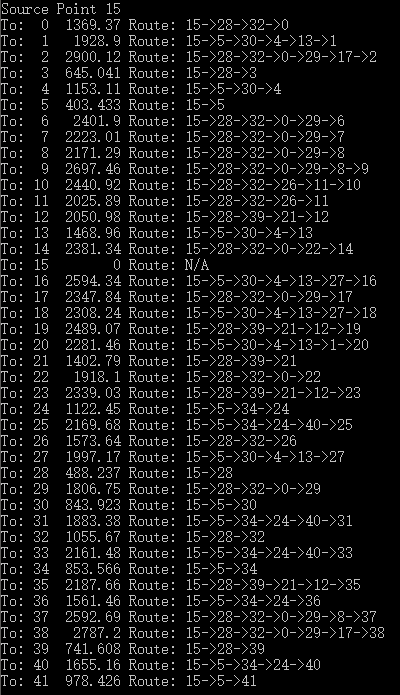 Source Point 15
To:  0  1369.37 Route: 15->28->32->0
To:  1   1928.9 Route: 15->5->30->4->13->1
To:  2  2900.12 Route: 15->28->32->0->29->17->2
To:  3  645.041 Route: 15->28->3
To:  4  1153.11 Route: 15->5->30->4
To:  5  403.433 Route: 15->5
To:  6   2401.9 Route: 15->28->32->0->29->6
To:  7  2223.01 Route: 15->28->32->0->29->7
To:  8  2171.29 Route: 15->28->32->0->29->8
To:  9  2697.46 Route: 15->28->32->0->29->8->9
To: 10  2440.92 Route: 15->28->32->26->11->10
To: 11  2025.89 Route: 15->28->32->26->11
To: 12  2050.98 Route: 15->28->39->21->12
To: 13  1468.96 Route: 15->5->30->4->13
To: 14  2381.34 Route: 15->28->32->0->22->14
To: 15        0 Route: N/A
To: 16  2594.34 Route: 15->5->30->4->13->27->16
To: 17  2347.84 Route: 15->28->32->0->29->17
To: 18  2308.24 Route: 15->5->30->4->13->27->18
To: 19  2489.07 Route: 15->28->39->21->12->19
To: 20  2281.46 Route: 15->5->30->4->13->1->20
To: 21  1402.79 Route: 15->28->39->21
To: 22   1918.1 Route: 15->28->32->0->22
To: 23  2339.03 Route: 15->28->39->21->12->23
To: 24  1122.45 Route: 15->5->34->24
To: 25  2169.68 Route: 15->5->34->24->40->25
To: 26  1573.64 Route: 15->28->32->26
To: 27  1997.17 Route: 15->5->30->4->13->27
To: 28  488.237 Route: 15->28
To: 29  1806.75 Route: 15->28->32->0->29
To: 30  843.923 Route: 15->5->30
To: 31  1883.38 Route: 15->5->34->24->40->31
To: 32  1055.67 Route: 15->28->32
To: 33  2161.48 Route: 15->5->34->24->40->33
To: 34  853.566 Route: 15->5->34
To: 35  2187.66 Route: 15->28->39->21->12->35
To: 36  1561.46 Route: 15->5->34->24->36
To: 37  2592.69 Route: 15->28->32->0->29->8->37
To: 38   2787.2 Route: 15->28->32->0->29->17->38
To: 39  741.608 Route: 15->28->39
To: 40  1655.16 Route: 15->5->34->24->40
To: 41  978.426 Route: 15->5->41